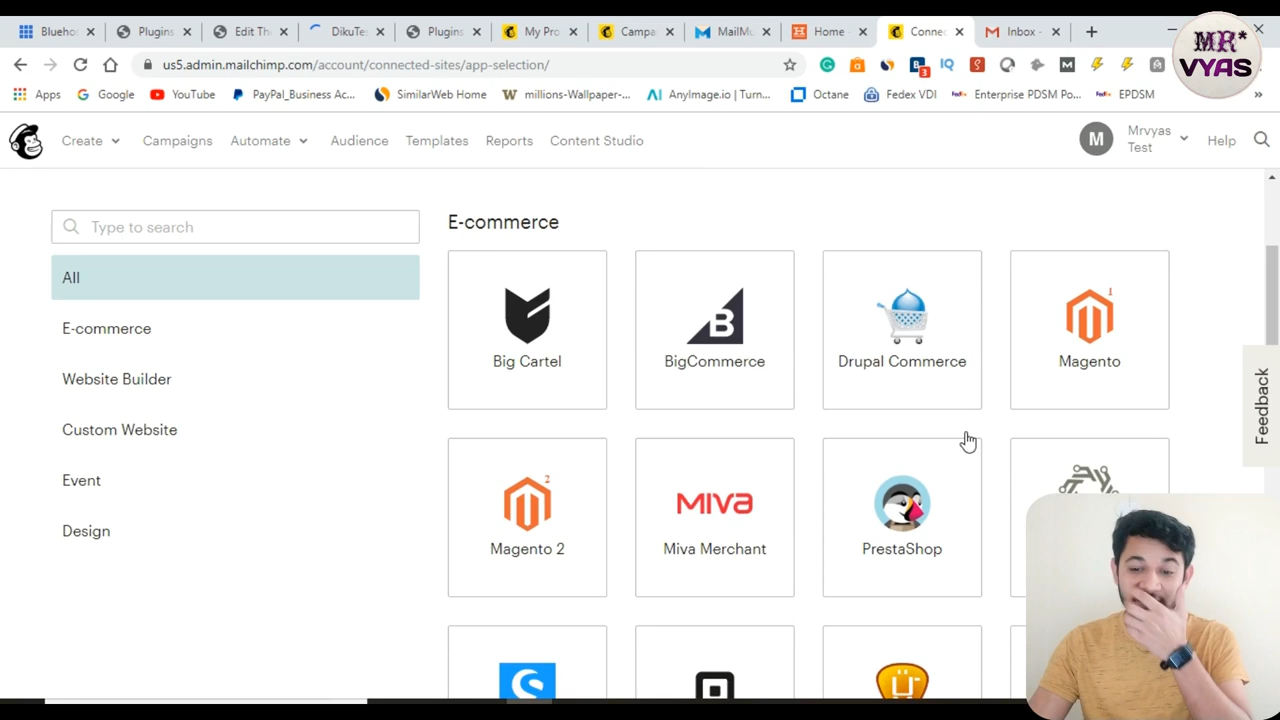 Blueho
Plugins
Edit Th
DikuTe
Plugins
My Pro
Campa
MailMu
Home
Connec
Inbox -
us5.admin.mailchimp.com/account/connected-sites/app-selection/
MR*
VYAS
Apps
Google
YouTube
PayPal_Business Ac...
SimilarWeb Home
millions-Wallpaper-...
AnyImage.io | Turn...
Octane
Fedex VDI
Enterprise PDSM Po...
EPDSM
Create
Campaigns
Automate
Audience
Templates
Reports
Content Studio
M
Mrvyas
Test
Help
Type to search
All
E-commerce
Website Builder
Custom Website
Event
Design
E-commerce
Big Cartel
BigCommerce
Drupal Commerce
Magento
Magento 2
MIVA
Miva Merchant
PrestaShop
Feedback